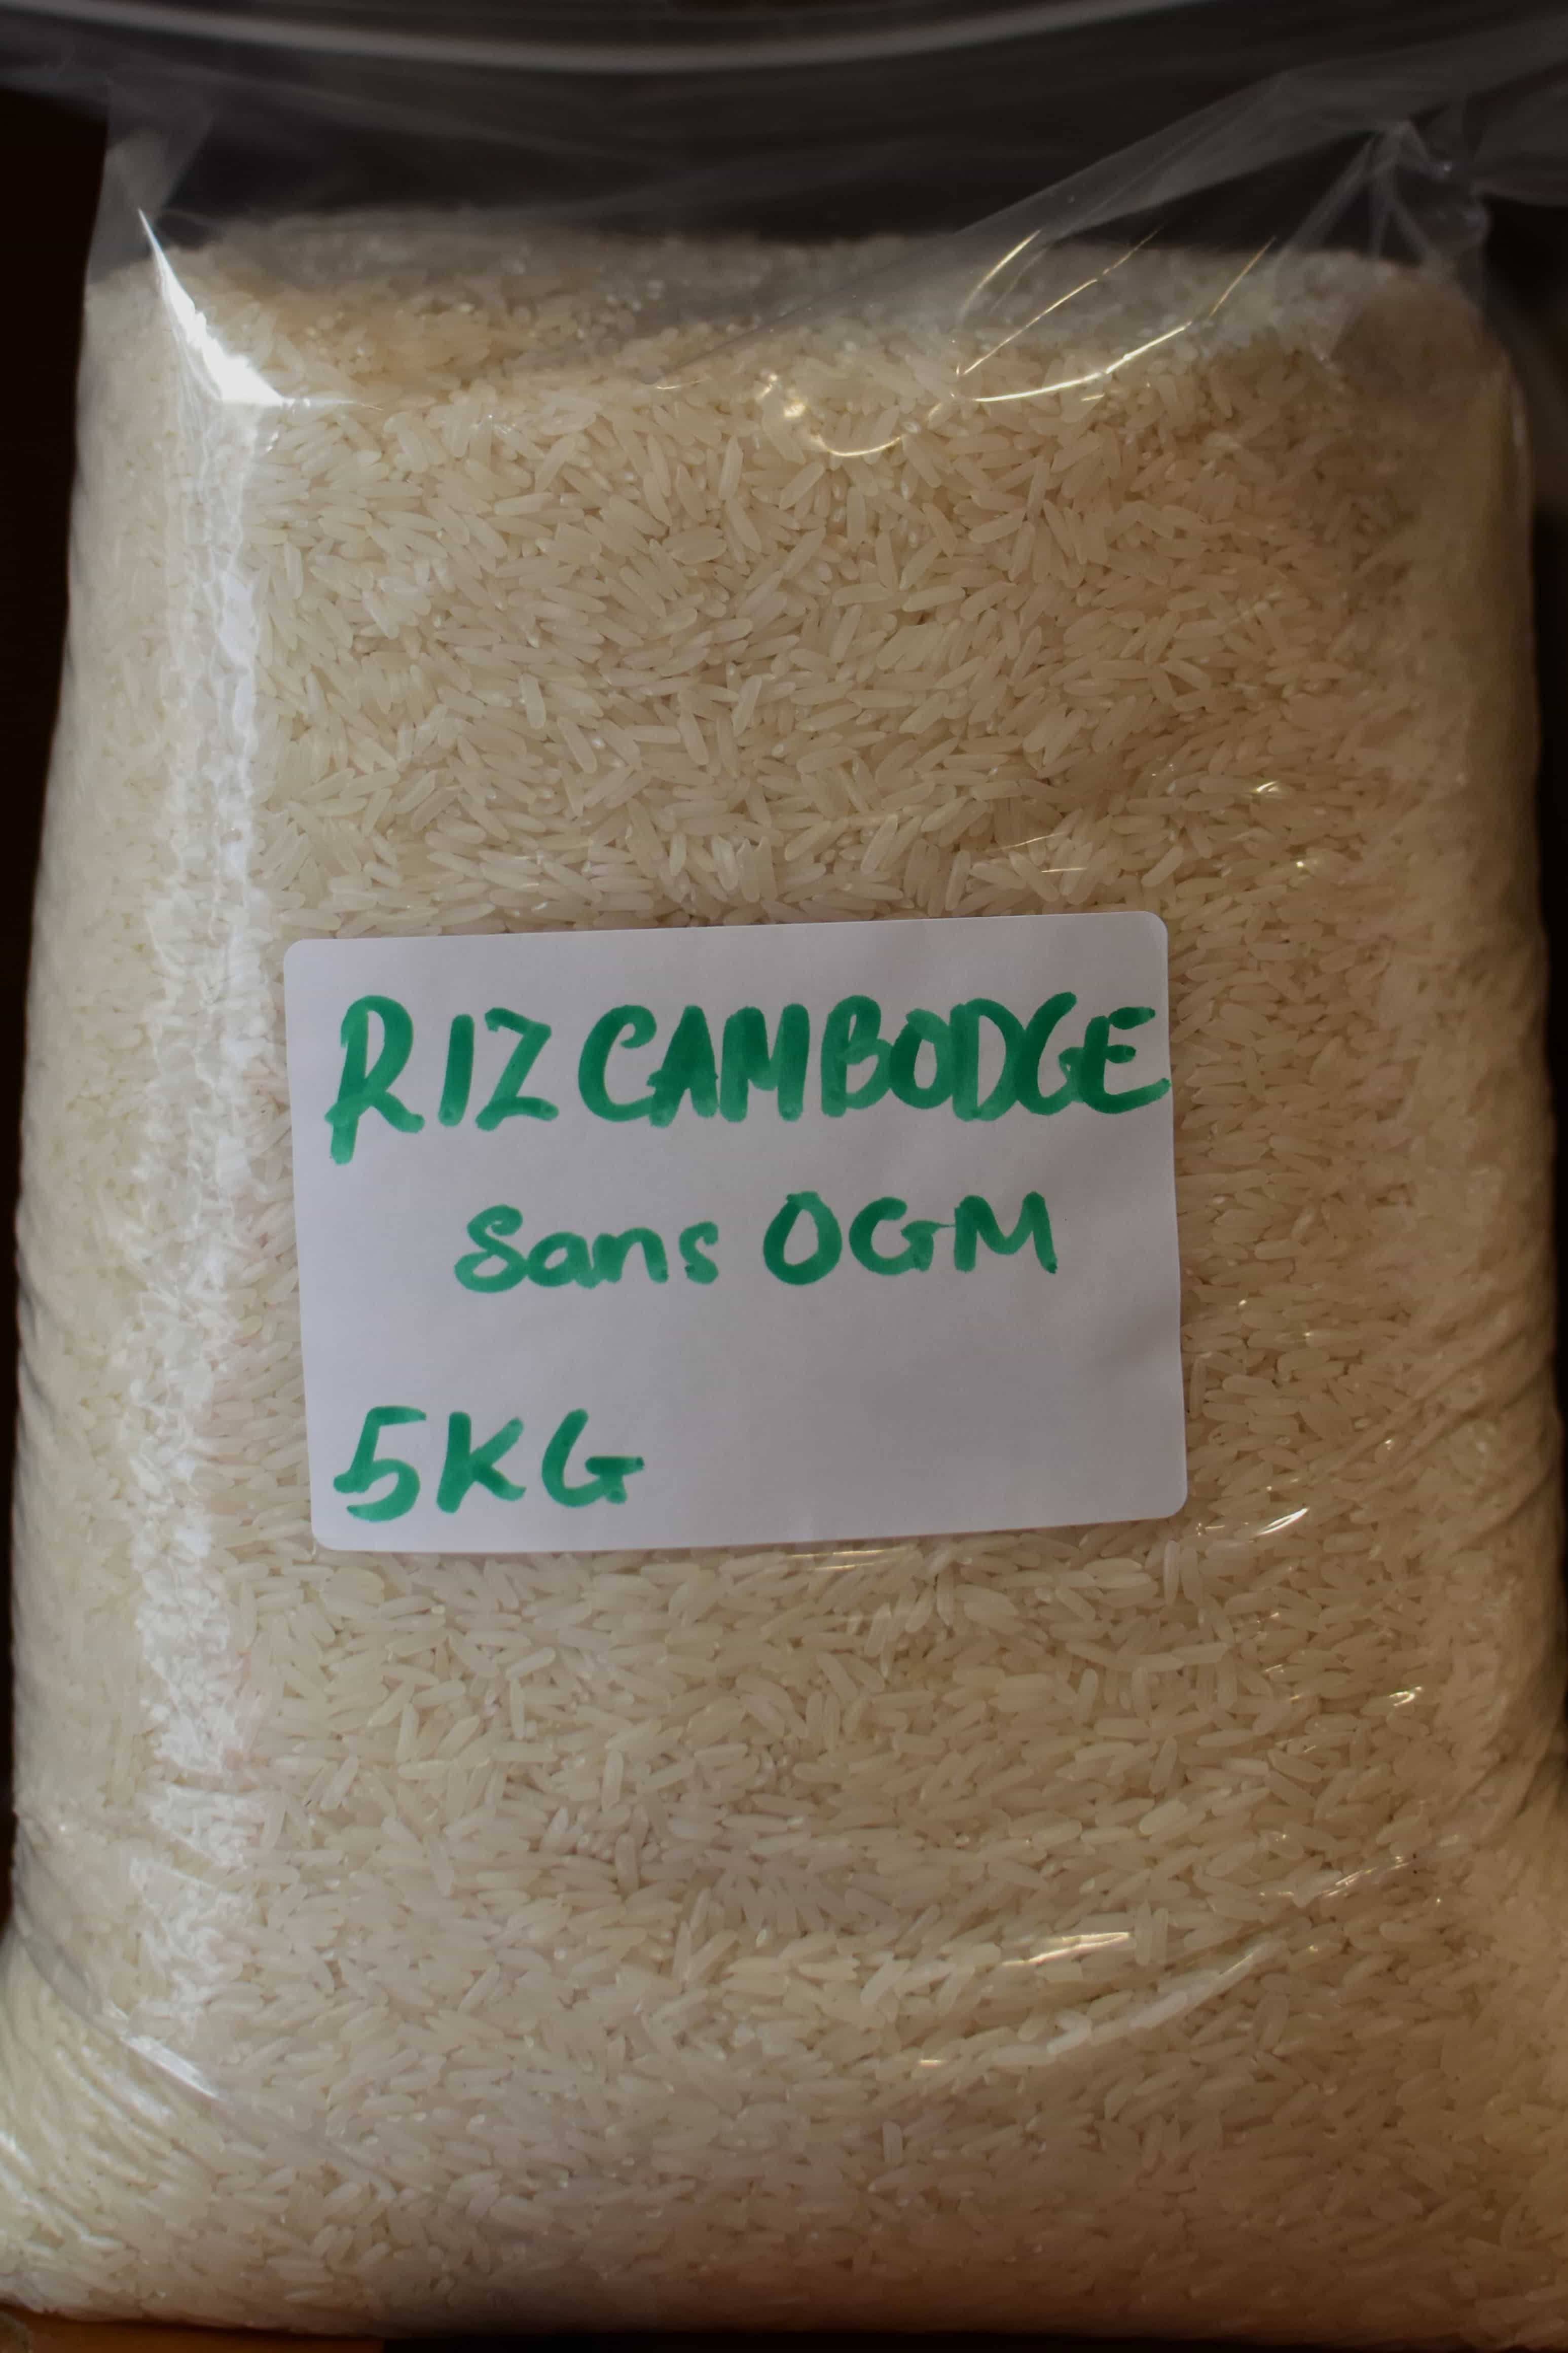 RIZ CAMBODGE
Sans OGM
5KG